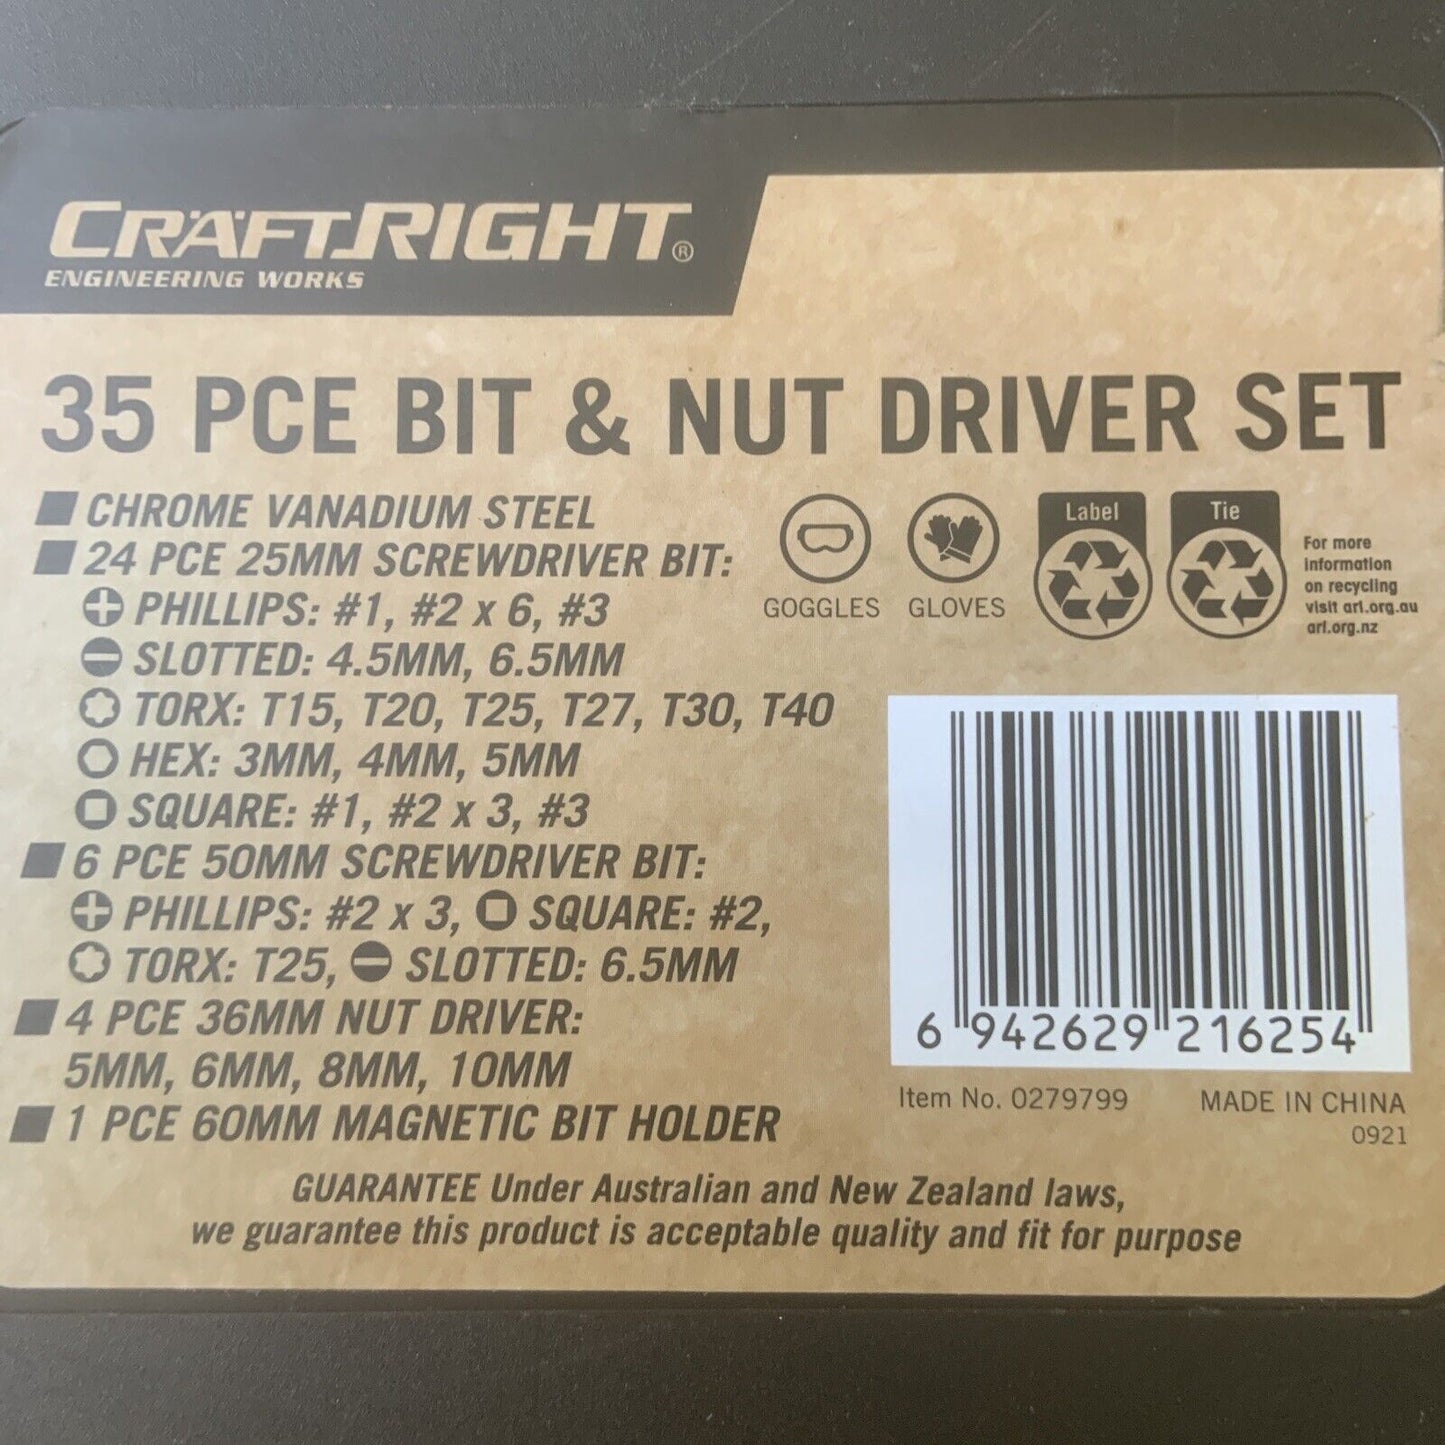 CRAFTRIGHT®
ENGINEERING WORKS
35 PCE BIT & NUT DRIVER SET
CHROME VANADIUM STEEL
24 PCE 25MM SCREWDRIVER BIT:
PHILLIPS: #1, #2 x 6, #3
SLOTTED: 4.5MM, 6.5MM
TORX: T15, T20, T25, T27, T30, T40
HEX: 3MM, 4MM, 5MM
SQUARE: #1, #2 x 3, #3
6 PCE 50MM SCREWDRIVER BIT:
PHILLIPS: #2 x 3, SQUARE: #2,
TORX: T25, SLOTTED: 6.5MM
4 PCE 36MM NUT DRIVER:
5MM, 6MM, 8MM, 10MM
1 PCE 60MM MAGNETIC BIT HOLDER
GOGGLES
GLOVES
Label
Tie
For more
information
on recycling
visit arl.org.au
arl.org.nz
6 942629 216254
Item No. 0279799
MADE IN CHINA
0921
GUARANTEE Under Australian and New Zealand laws,
we guarantee this product is acceptable quality and fit for purpose